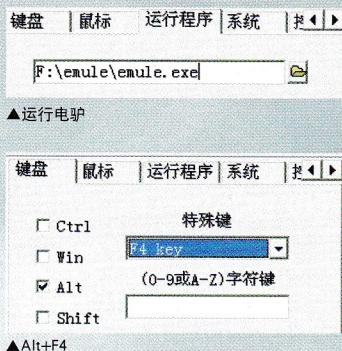 键盘 鼠标 运行程序 系统
F:\emule\emule.exe
▲运行电驴
键盘 鼠标 运行程序 系统
Ctrl
特殊键
Win
F4 key
Alt
(0-9或A-Z)字符键
Shift
▲Alt+F4